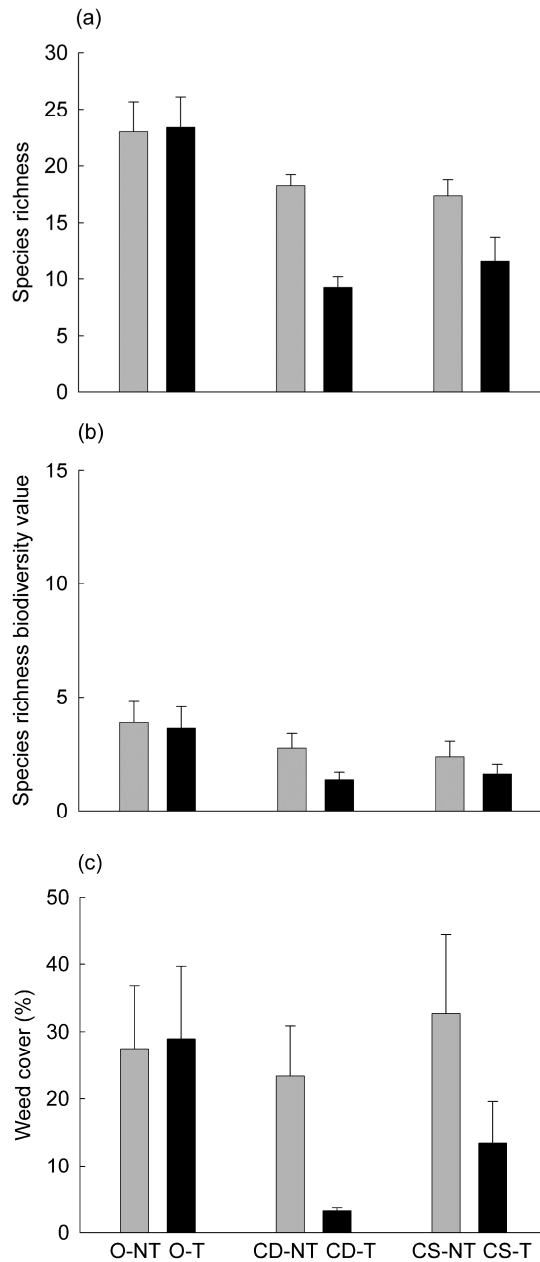 (a)
Species richness
30
25
20
15
10
5
0
(b)
Species richness biodiversity value
15
10
5
0
(c)
Weed cover (%)
50
40
30
20
10
0
O-NT O-T CD-NT CD-T CS-NT CS-T